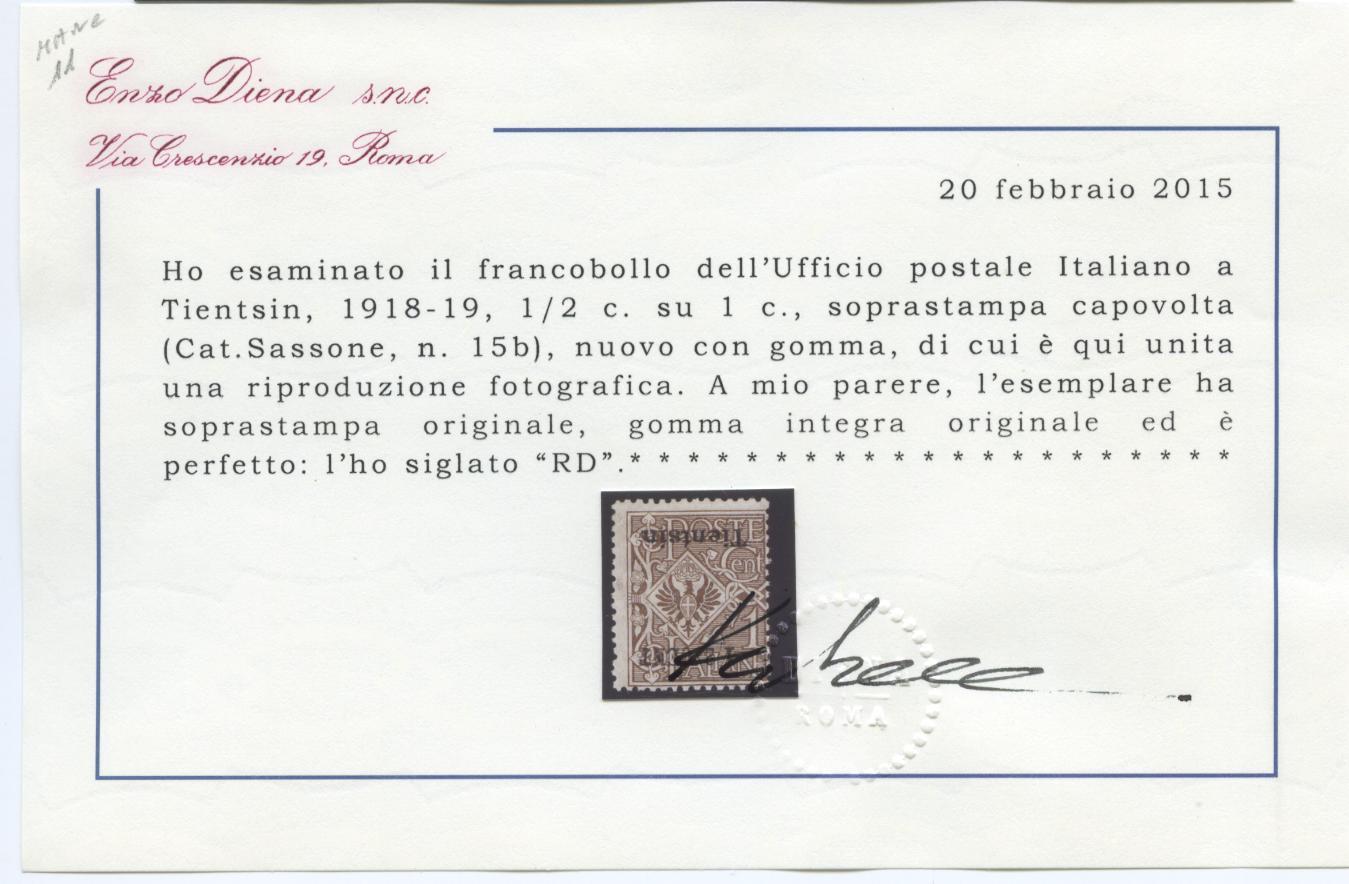 Enzo Diena s.n.c.
Via Crescenzio 19, Roma
20 febbraio 2015
Ho esaminato il francobollo dell'Ufficio postale Italiano a
Tientsin, 1918-19, 1/2 c. su 1 c., soprastampa capovolta
(Cat.Sassone, n. 15b), nuovo con gomma, di cui è qui unita
una riproduzione fotografica. A mio parere, l'esemplare ha
soprastampa originale, gomma integra originale ed è
perfetto: l'ho siglato “RD”.* * * * * * * * * * * * * * * * * * * * *
POSTE
Tientsin
Cent
1